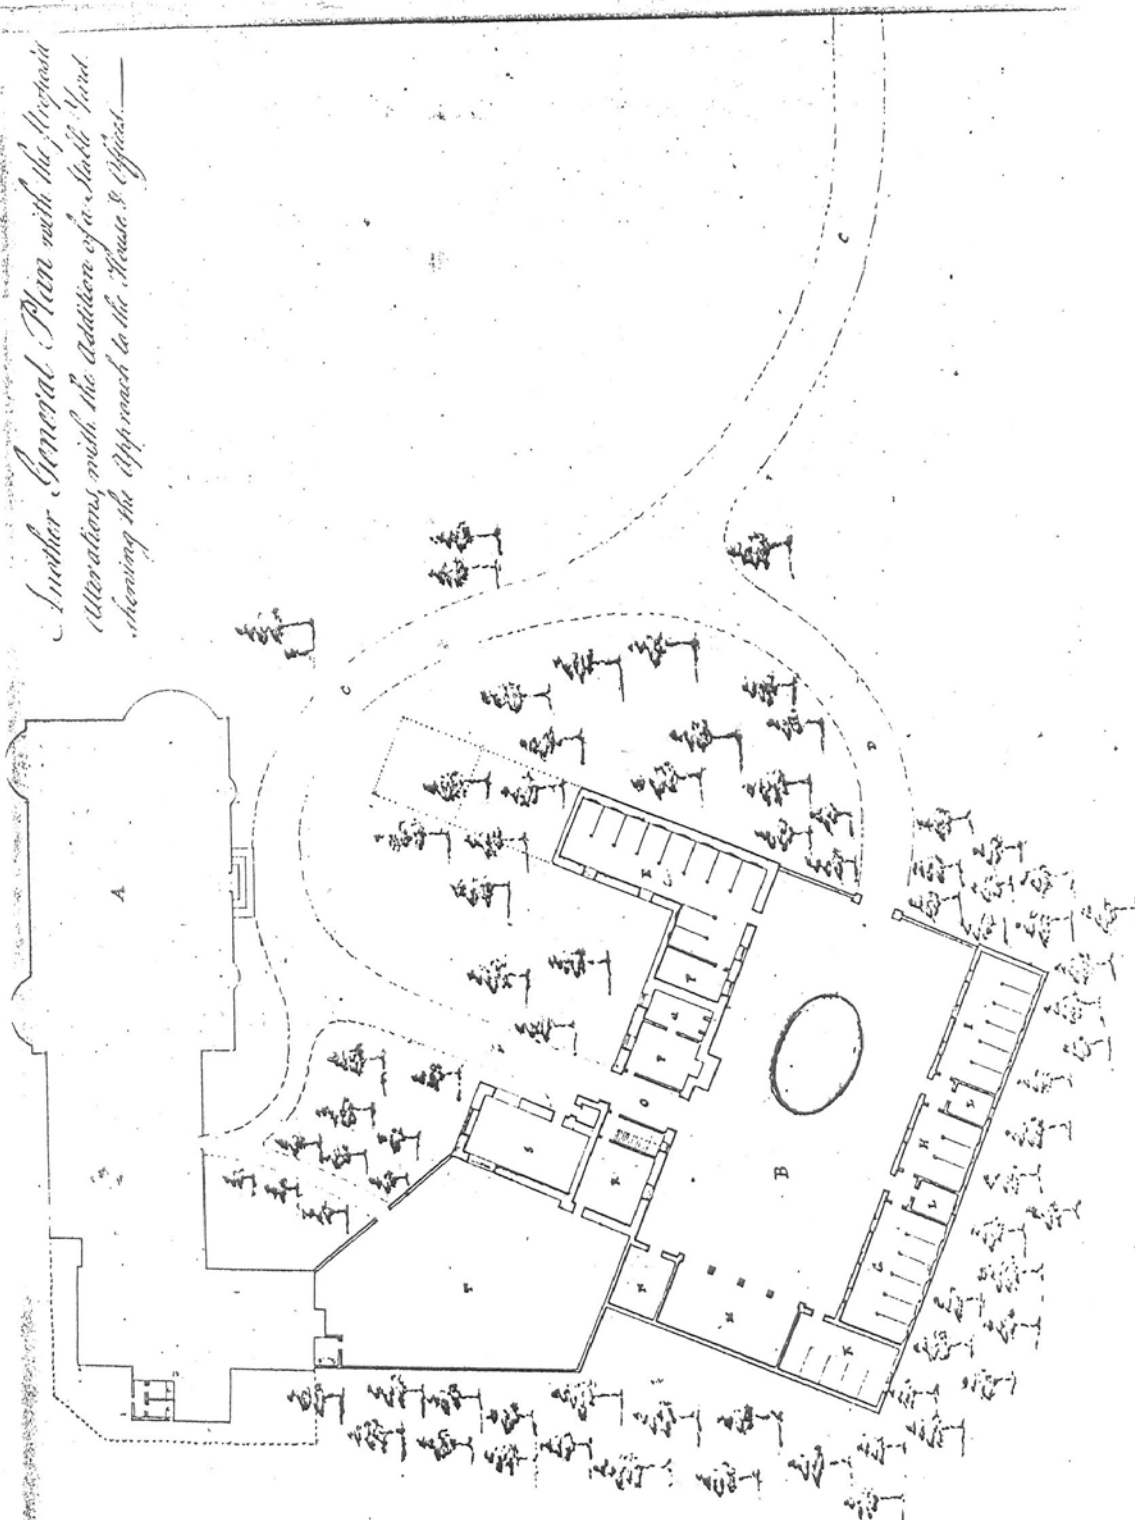 Another General Plan with the proposed
Alterations, with the Addition of a Stable Yard.
shewing the Approach to the House & Offices.
C
C
A
D
B
O
S
H
G
I
K
L